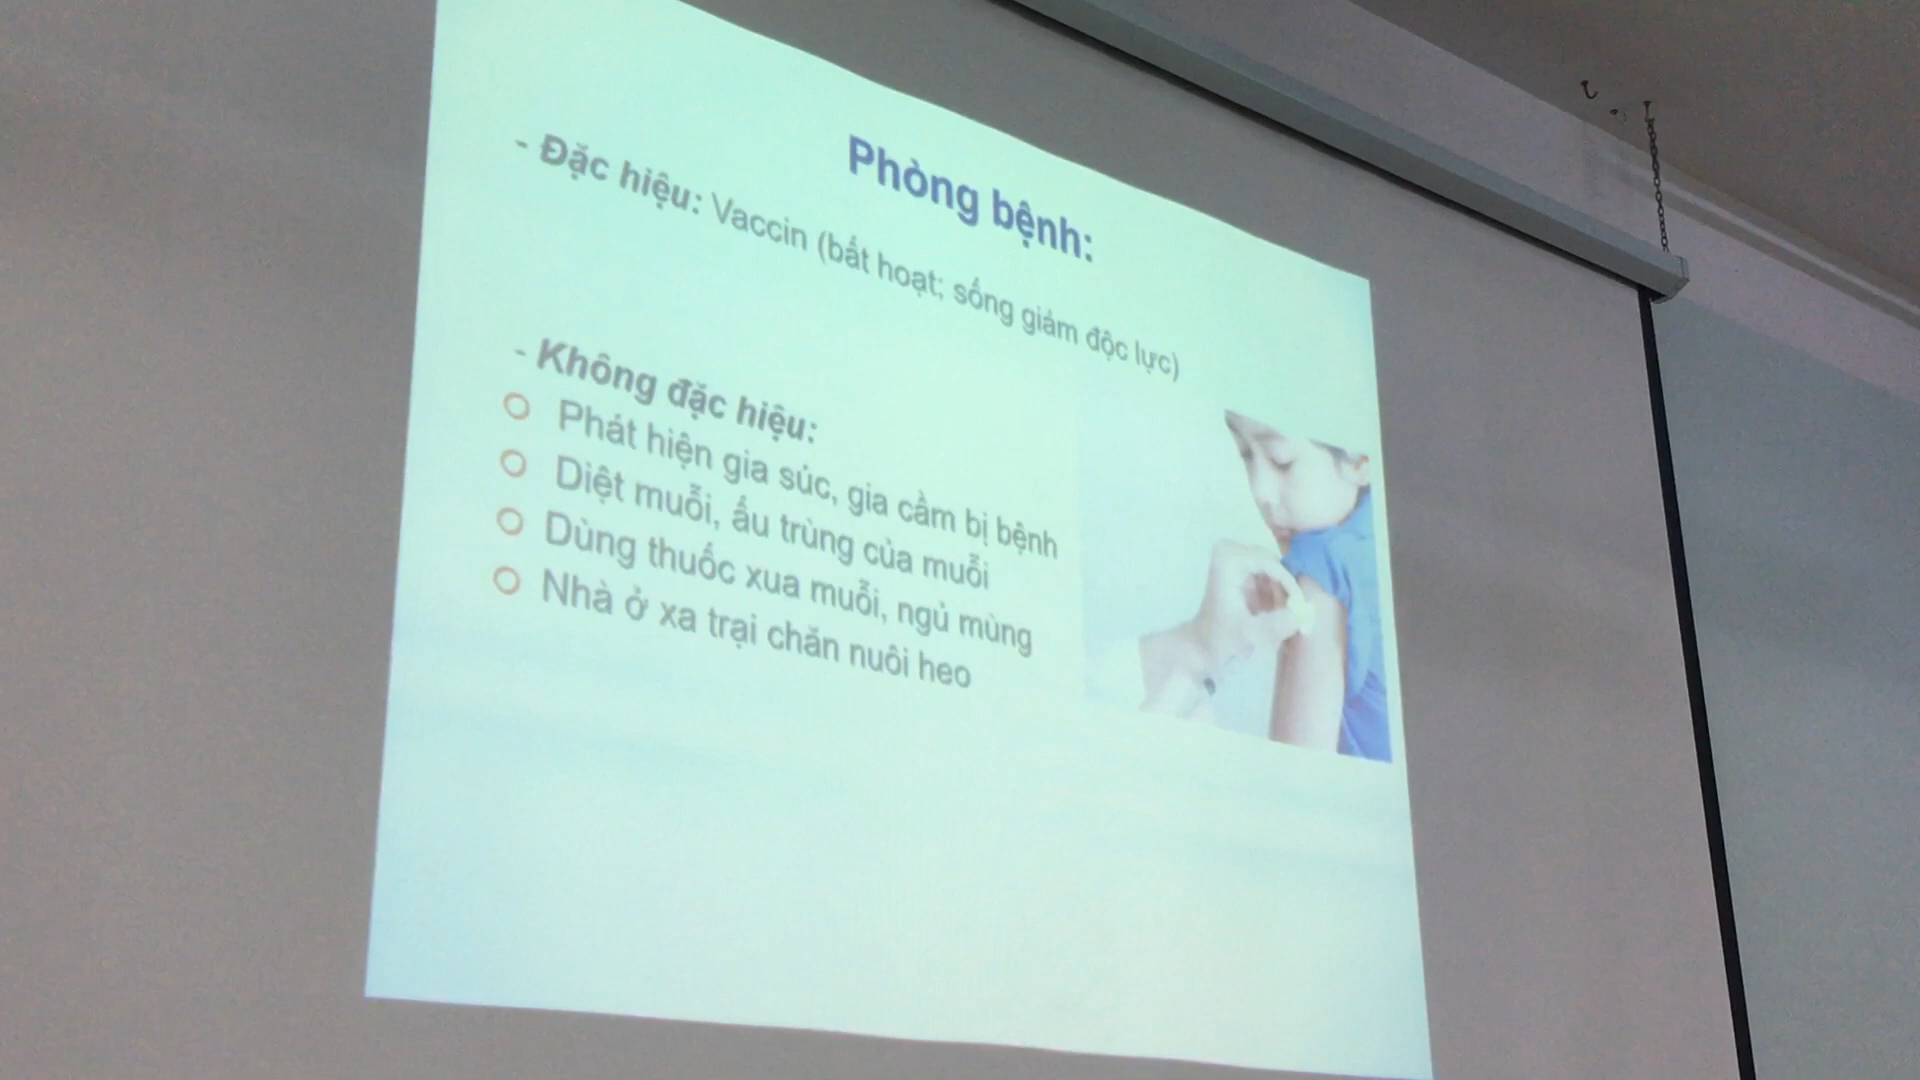 Phòng bệnh:
- Đặc hiệu: Vaccin (bất hoạt; sống giảm độc lực)
- Không đặc hiệu:
Phát hiện gia súc, gia cầm bị bệnh
Diệt muỗi, ấu trùng của muỗi
Dùng thuốc xua muỗi, ngủ mùng
Nhà ở xa trại chăn nuôi heo